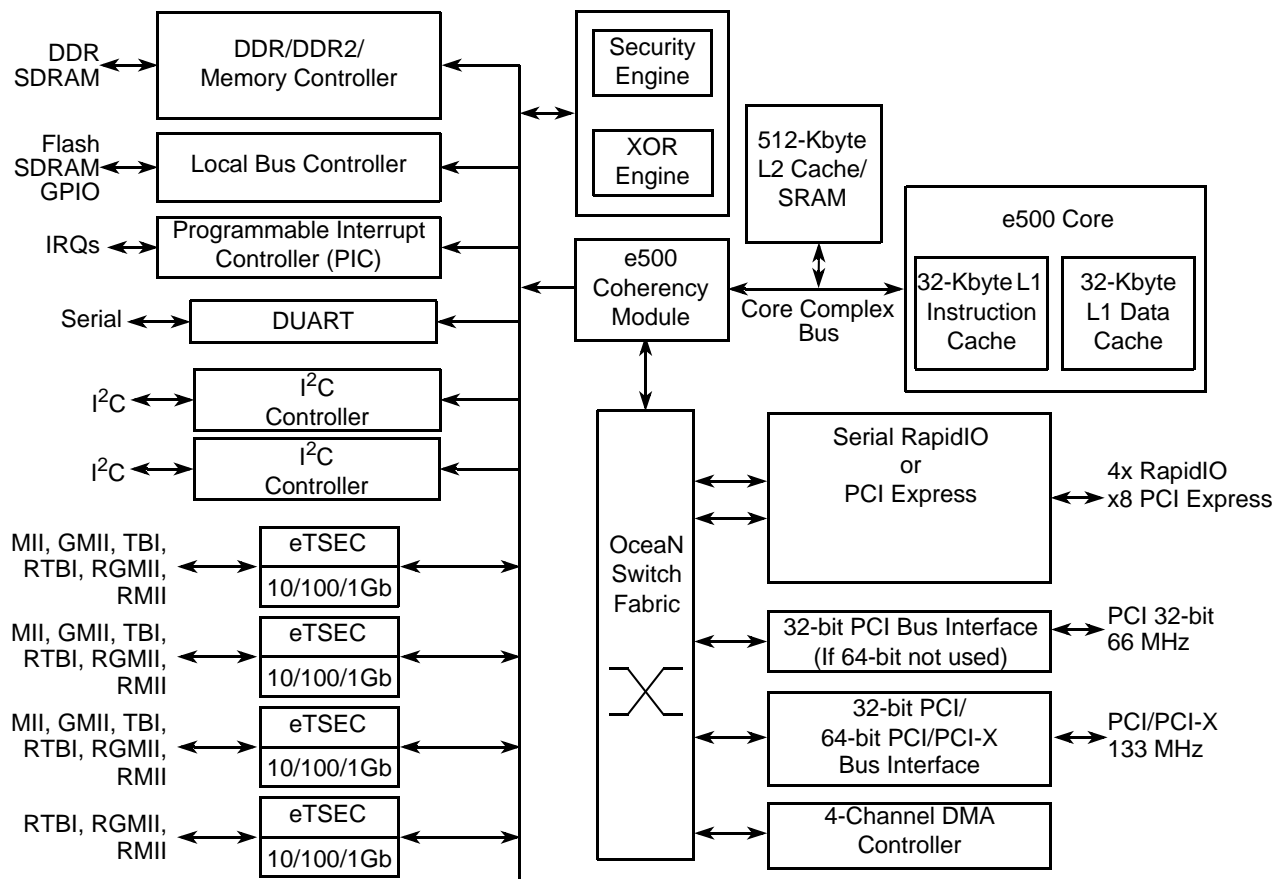 DDR
SDRAM
DDR/DDR2/
Memory Controller
Flash
SDRAM
GPIO
Local Bus Controller
IRQs
Programmable Interrupt
Controller (PIC)
Serial
DUART
I²C
I²C
Controller
I²C
I²C
Controller
MII, GMII, TBI,
RTBI, RGMII,
RMII
eTSEC
10/100/1Gb
MII, GMII, TBI,
RTBI, RGMII,
RMII
eTSEC
10/100/1Gb
MII, GMII, TBI,
RTBI, RGMII,
RMII
eTSEC
10/100/1Gb
RTBI, RGMII,
RMII
eTSEC
10/100/1Gb
Security
Engine
XOR
Engine
e500
Coherency
Module
512-Kbyte
L2 Cache/
SRAM
Core Complex
Bus
e500 Core
32-Kbyte L1
Instruction
Cache
32-Kbyte
L1 Data
Cache
OceaN
Switch
Fabric
Serial RapidIO
or
PCI Express
4x RapidIO
x8 PCI Express
32-bit PCI Bus Interface
(If 64-bit not used)
PCI 32-bit
66 MHz
32-bit PCI/
64-bit PCI/PCI-X
Bus Interface
PCI/PCI-X
133 MHz
4-Channel DMA
Controller